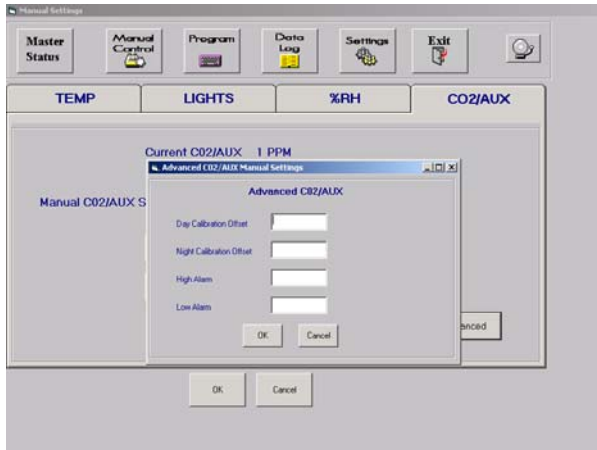 Manual Settings
Master Status
Manual Control
Program
Data Log
Settings
Exit
TEMP
LIGHTS
%RH
CO2/AUX
Current C02/AUX 1 PPM
Advanced C02/AUX Manual Settings
Advanced C02/AUX
Manual C02/AUX S
Day Calibration Offset
Night Calibration Offset
High Alarm
Low Alarm
OK Cancel
anced
OK Cancel